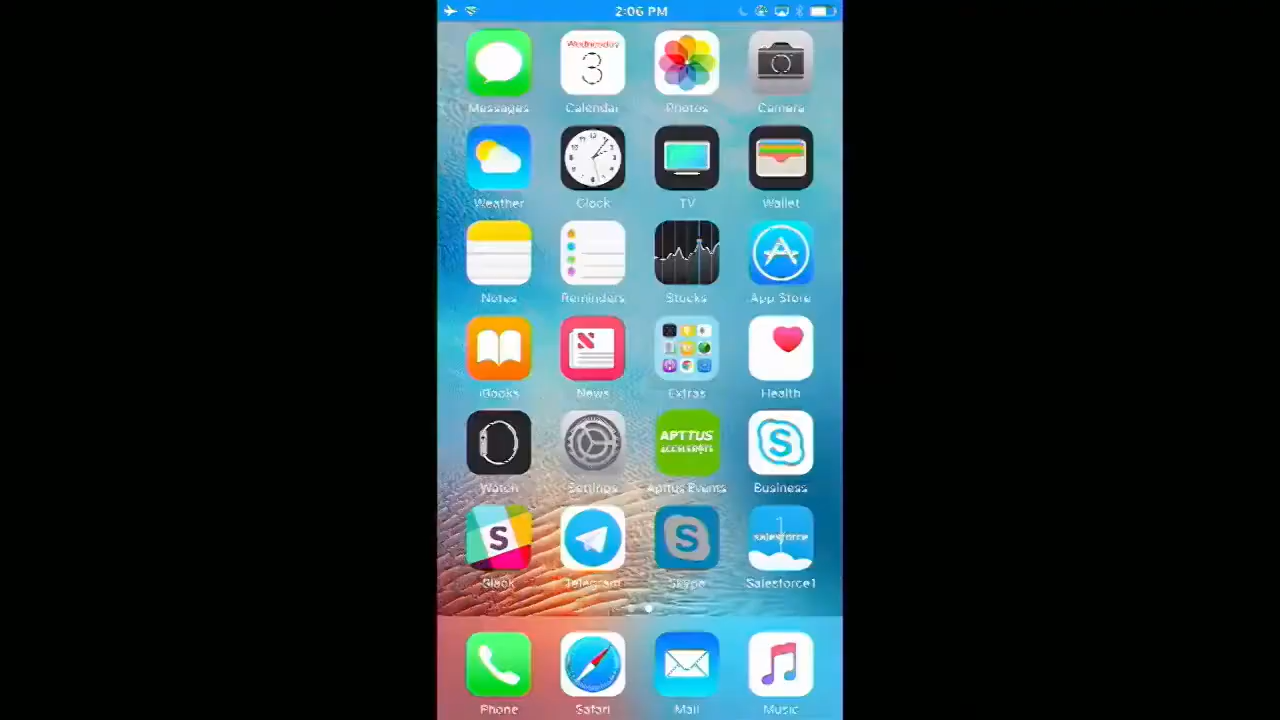 2:06 PM
Wednesday
3
Messages Calendar Photos Camera
Weather Clock TV Wallet
Notes Reminders Stocks App Store
iBooks News Extras Health
APTTUS
Watch Settings Apttus Events Business
S
S
S
salesforce
Slack Telegram Skype Salesforce1
Phone Safari Mail Music